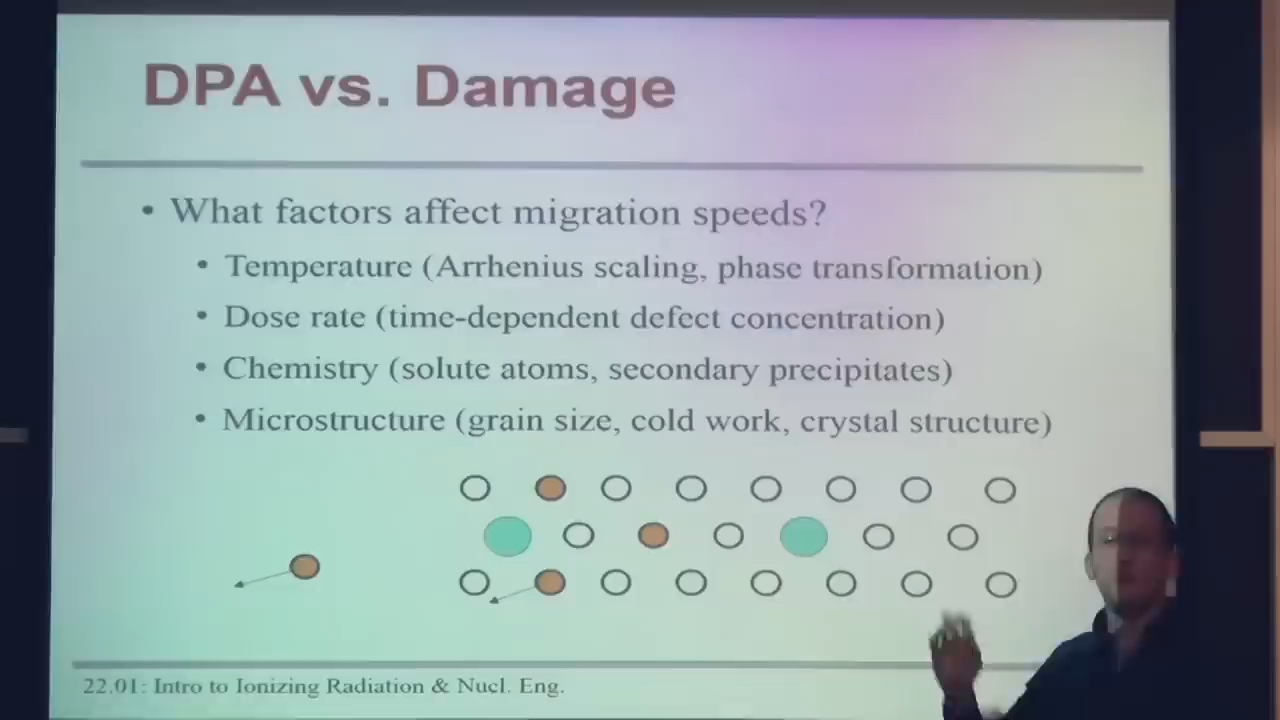 DPA vs. Damage
• What factors affect migration speeds?
• Temperature (Arrhenius scaling, phase transformation)
• Dose rate (time-dependent defect concentration)
• Chemistry (solute atoms, secondary precipitates)
• Microstructure (grain size, cold work, crystal structure)
22.01: Intro to Ionizing Radiation & Nucl. Eng.